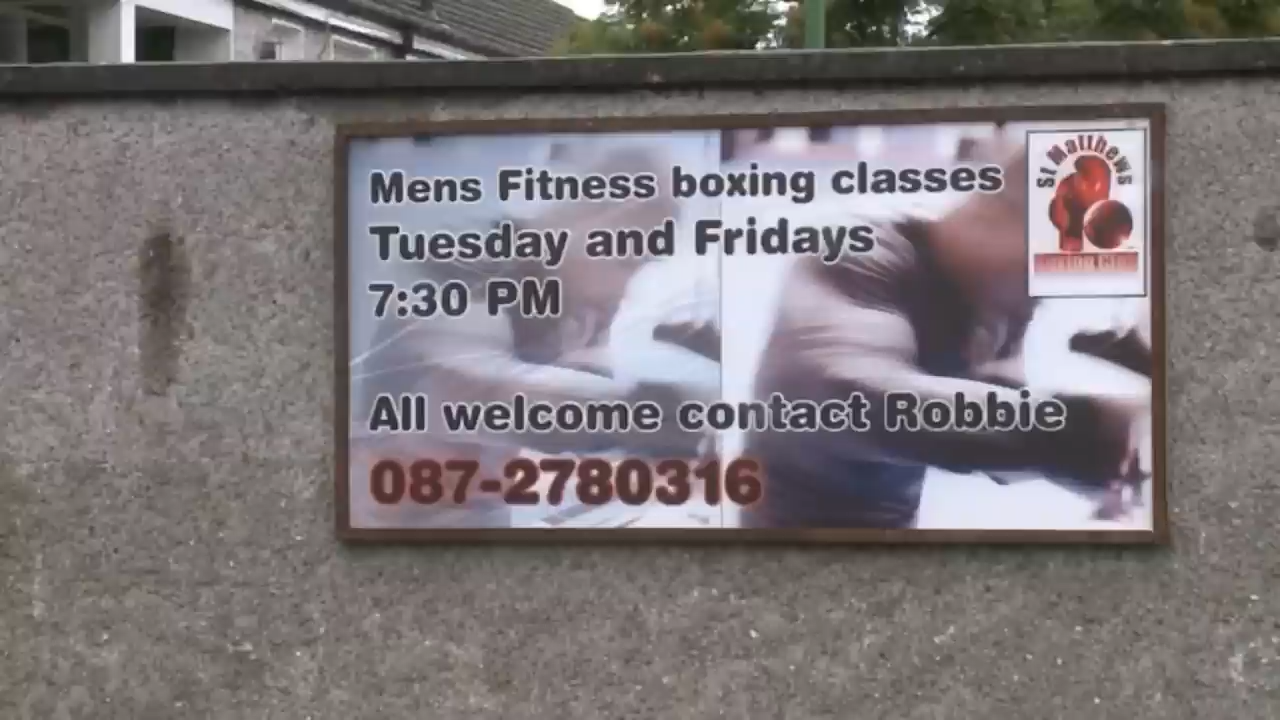 Mens Fitness boxing classes
Tuesday and Fridays
7:30 PM
All welcome contact Robbie
087-2780316
St Matthews